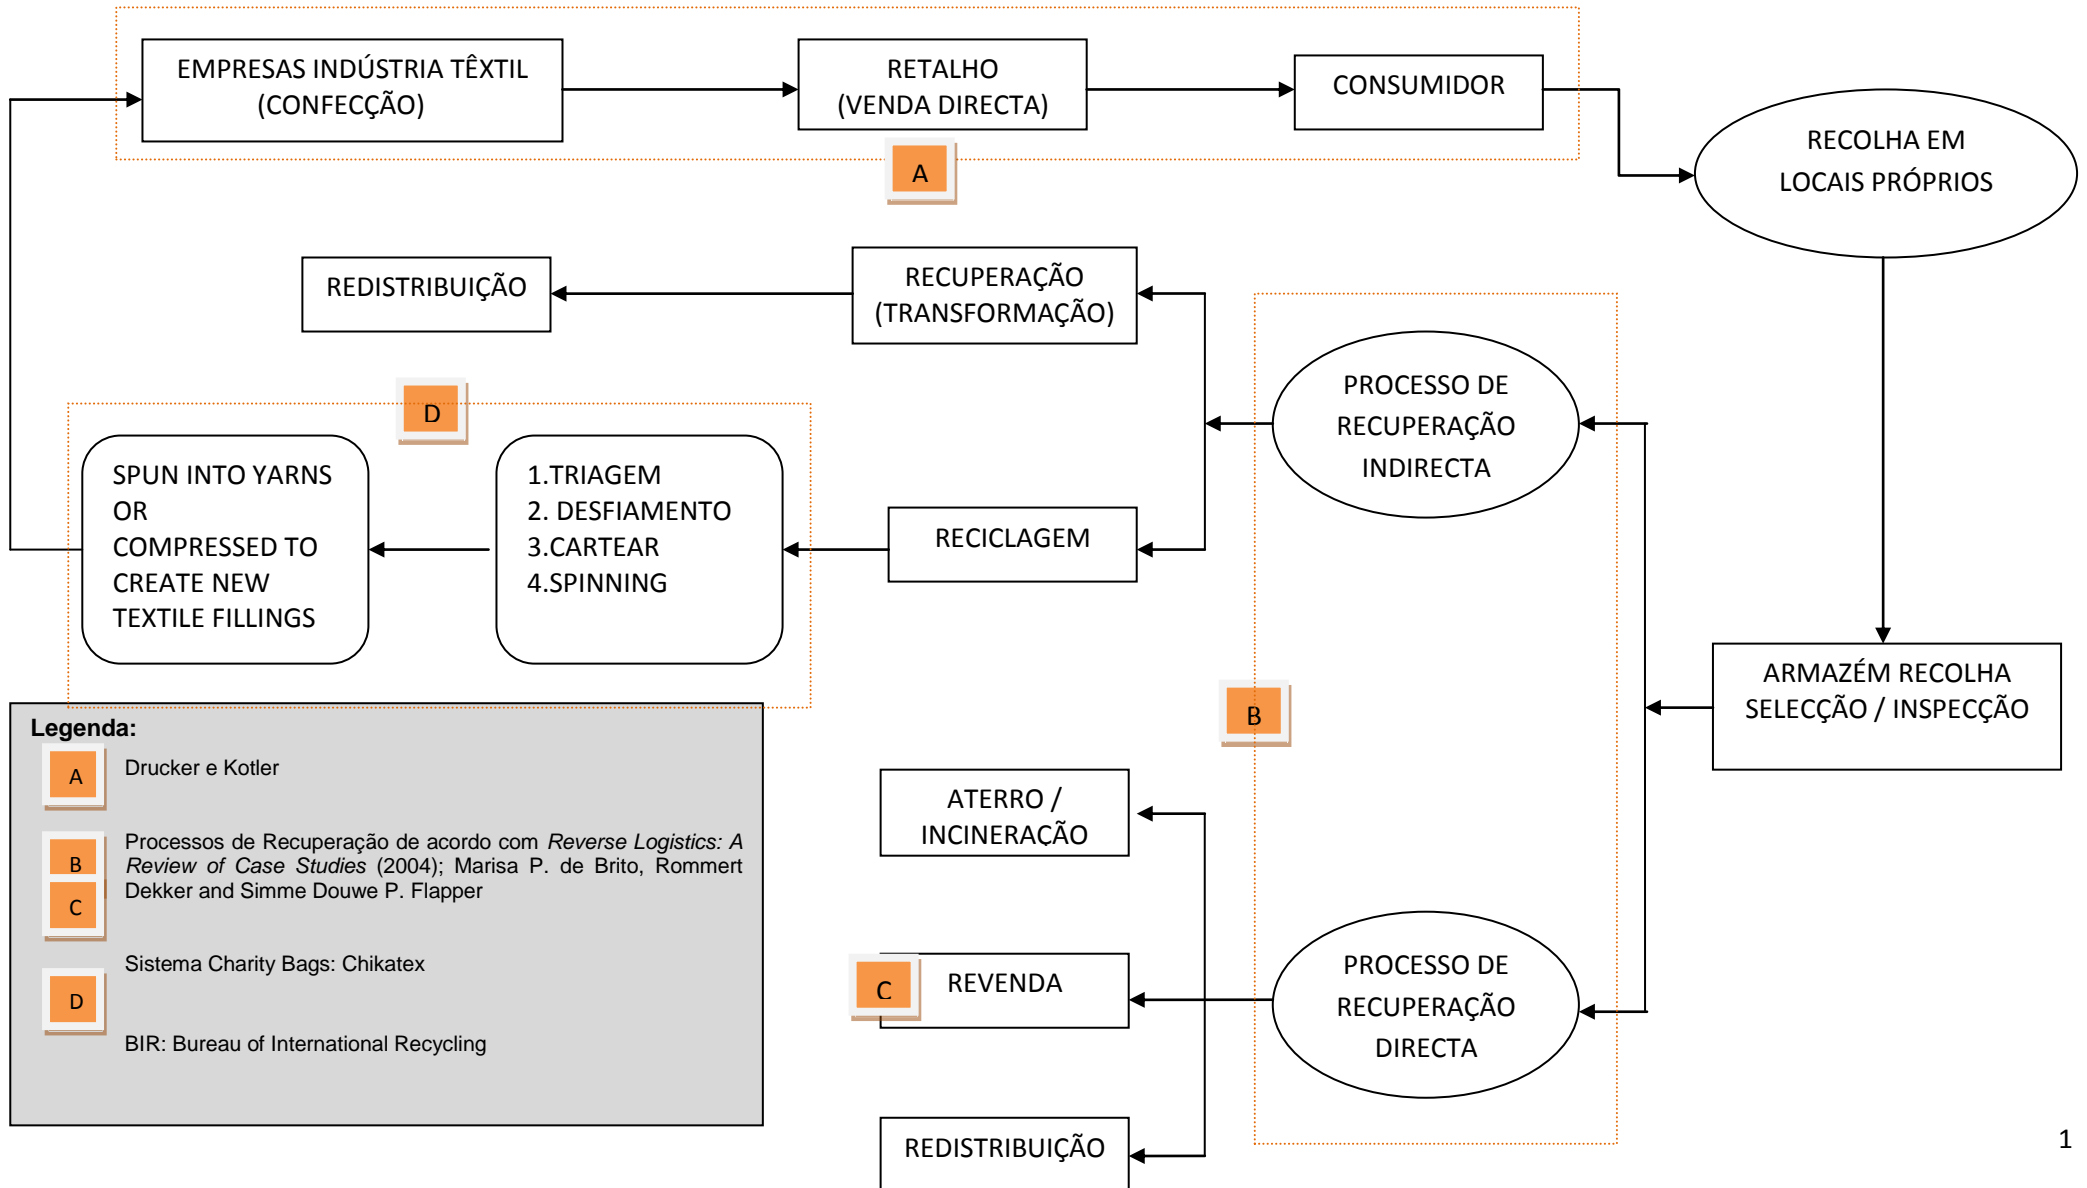 EMPRESAS INDÚSTRIA TÊXTIL
(CONFECÇÃO)
RETALHO
(VENDA DIRECTA)
CONSUMIDOR
RECOLHA EM
LOCAIS PRÓPRIOS
A
REDISTRIBUIÇÃO
RECUPERAÇÃO
(TRANSFORMAÇÃO)
PROCESSO DE
RECUPERAÇÃO
INDIRECTA
D
SPUN INTO YARNS
OR
COMPRESSED TO
CREATE NEW
TEXTILE FILLINGS
1.TRIAGEM
2. DESFIAMENTO
3.CARTEAR
4.SPINNING
RECICLAGEM
ARMAZÉM RECOLHA
SELECÇÃO / INSPECÇÃO
B
ATERRO /
INCINERAÇÃO
C
REVENDA
PROCESSO DE
RECUPERAÇÃO
DIRECTA
REDISTRIBUIÇÃO
Legenda:
A
Drucker e Kotler
B
Processos de Recuperação de acordo com Reverse Logistics: A
Review of Case Studies (2004); Marisa P. de Brito, Rommert
Dekker and Simme Douwe P. Flapper
C
Sistema Charity Bags: Chikatex
D
BIR: Bureau of International Recycling
1